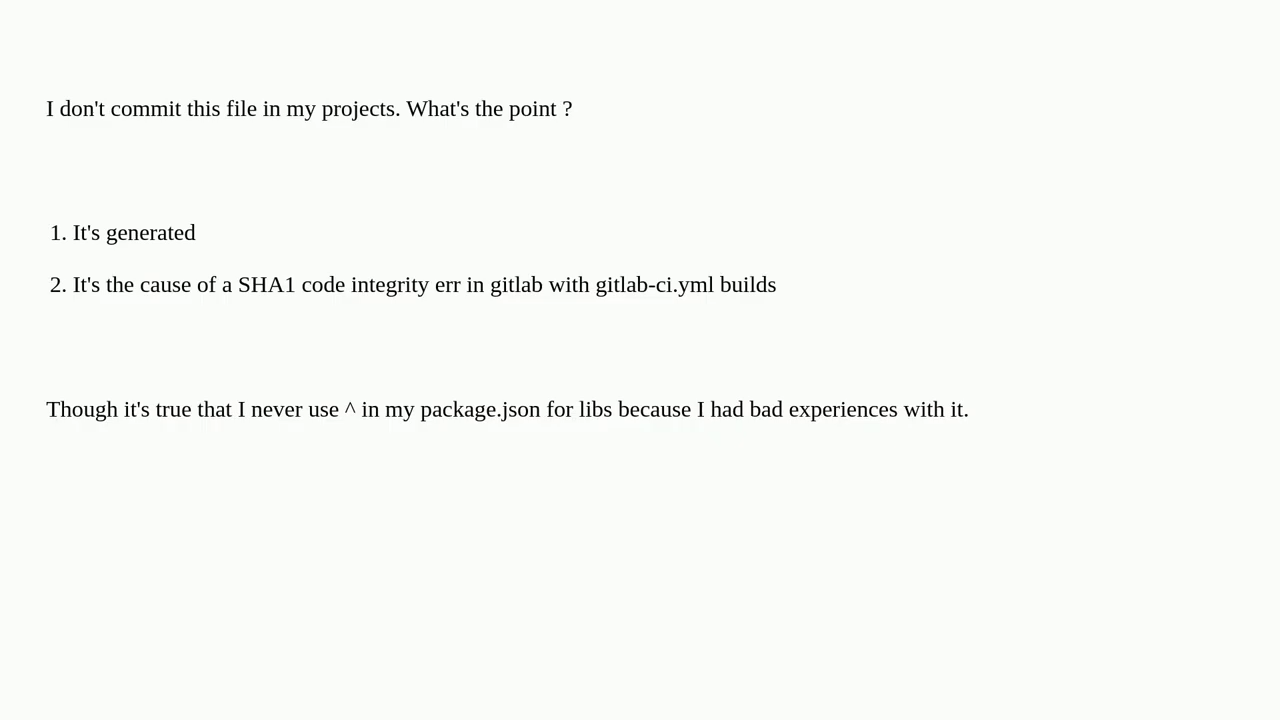 I don't commit this file in my projects. What's the point ?
1. It's generated
2. It's the cause of a SHA1 code integrity err in gitlab with gitlab-ci.yml builds
Though it's true that I never use ^ in my package.json for libs because I had bad experiences with it.